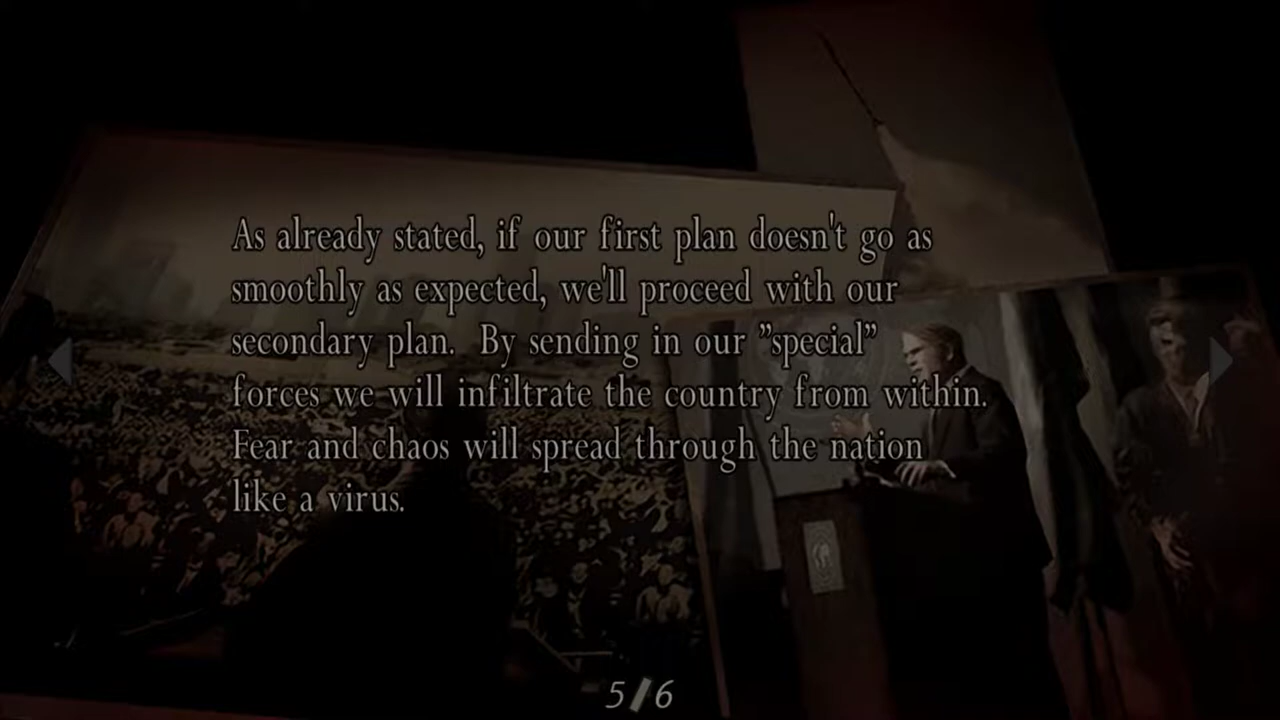 As already stated, if our first plan doesn't go as
smoothly as expected, we'll proceed with our
secondary plan. By sending in our ”special”
forces we will infiltrate the country from within.
Fear and chaos will spread through the nation
like a virus.
5/6